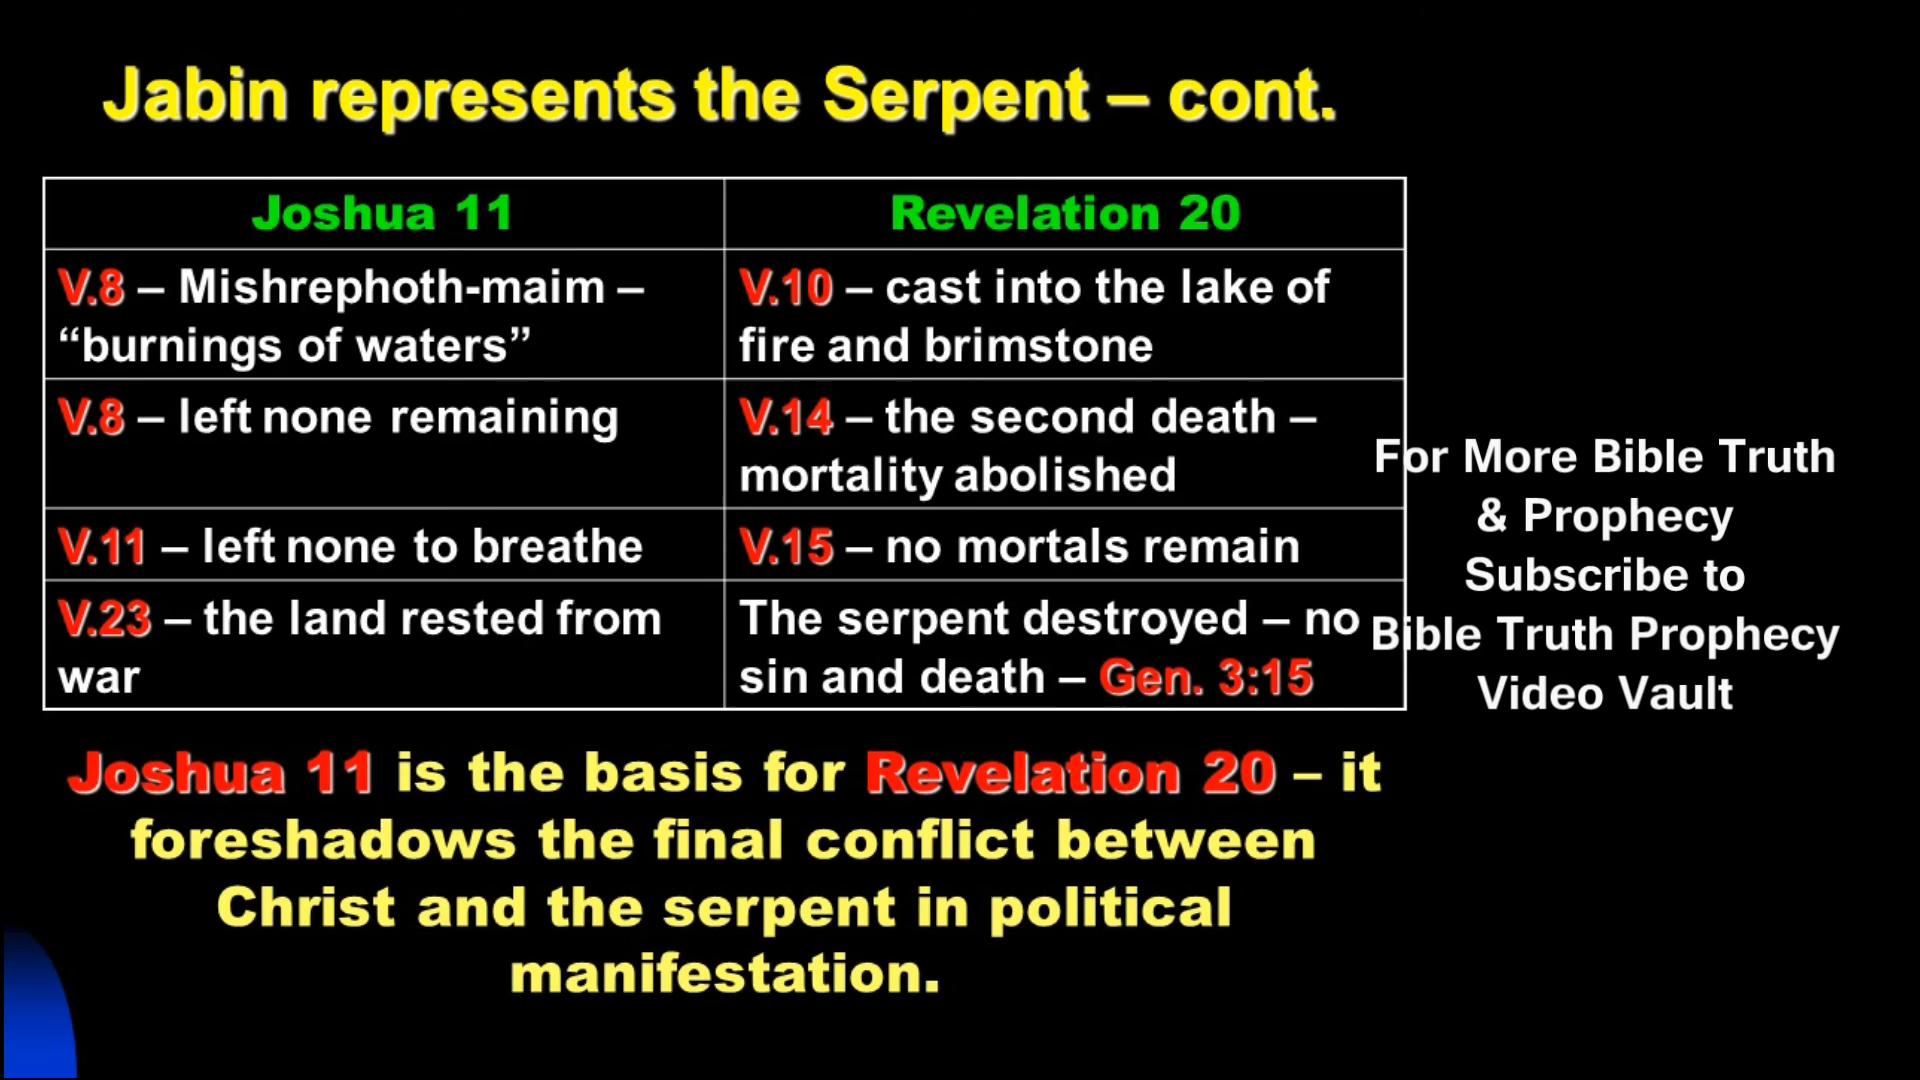 Jabin represents the Serpent – cont.
Joshua 11
Revelation 20
V.8 – Mishrephoth-maim –
“burnings of waters”
V.10 – cast into the lake of
fire and brimstone
V.8 – left none remaining
V.14 – the second death –
mortality abolished
V.11 – left none to breathe
V.15 – no mortals remain
V.23 – the land rested from
war
The serpent destroyed – no
sin and death – Gen. 3:15
Joshua 11 is the basis for Revelation 20 – it
foreshadows the final conflict between
Christ and the serpent in political
manifestation.
For More Bible Truth
& Prophecy
Subscribe to
Bible Truth Prophecy
Video Vault